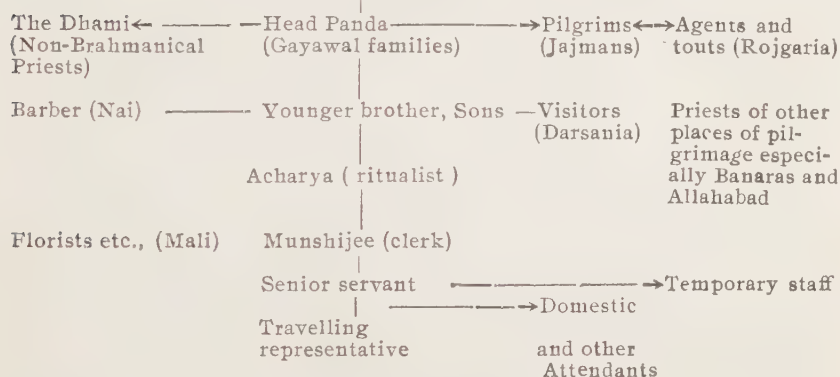 The Dhami Head Panda Pilgrims Agents and
(Non-Brahmanical (Gayawal families) (Jajmans) touts (Rojgaria)
Priests)
Barber (Nai) Younger brother, Sons Visitors Priests of other
(Darsania) places of pil-
grimage especi-
Acharya ( ritualist ) ally Banaras and
Allahabad
Florists etc., (Mali) Munshijee (clerk)
Senior servant Temporary staff
Domestic
Travelling
representative and other
Attendants